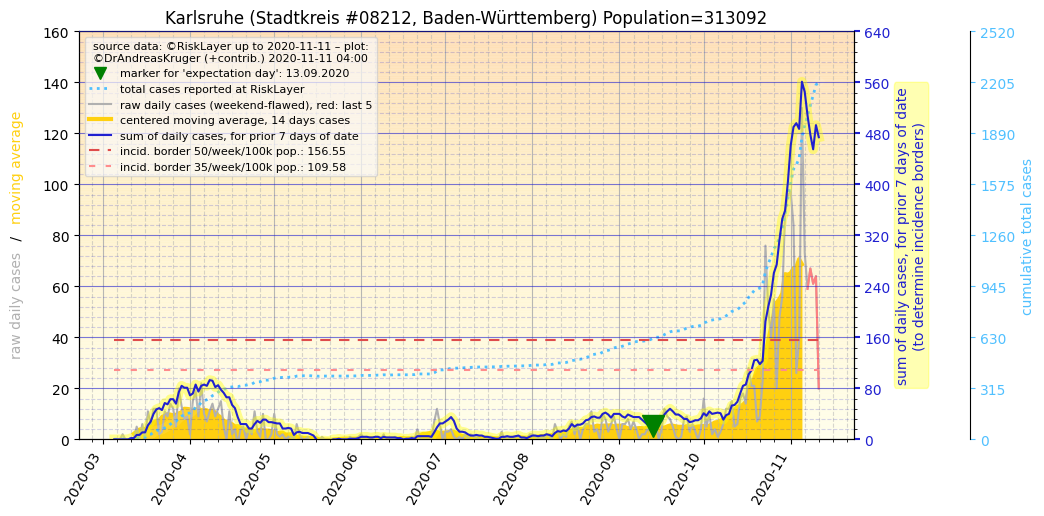 Karlsruhe (Stadtkreis #08212, Baden-Württemberg) Population=313092
source data: ©RiskLayer up to 2020-11-11 – plot:
©DrAndreasKruger (+contrib.) 2020-11-11 04:00
marker for 'expectation day': 13.09.2020
total cases reported at RiskLayer
raw daily cases (weekend-flawed), red: last 5
centered moving average, 14 days cases
sum of daily cases, for prior 7 days of date
incid. border 50/week/100k pop.: 156.55
incid. border 35/week/100k pop.: 109.58
raw daily cases / moving average
160
140
120
100
80
60
40
20
0
2020-03
2020-04
2020-05
2020-06
2020-07
2020-08
2020-09
2020-10
2020-11
640
560
480
400
320
240
160
80
0
sum of daily cases, for prior 7 days of date
(to determine incidence borders)
2520
2205
1890
1575
1260
945
630
315
0
cumulative total cases